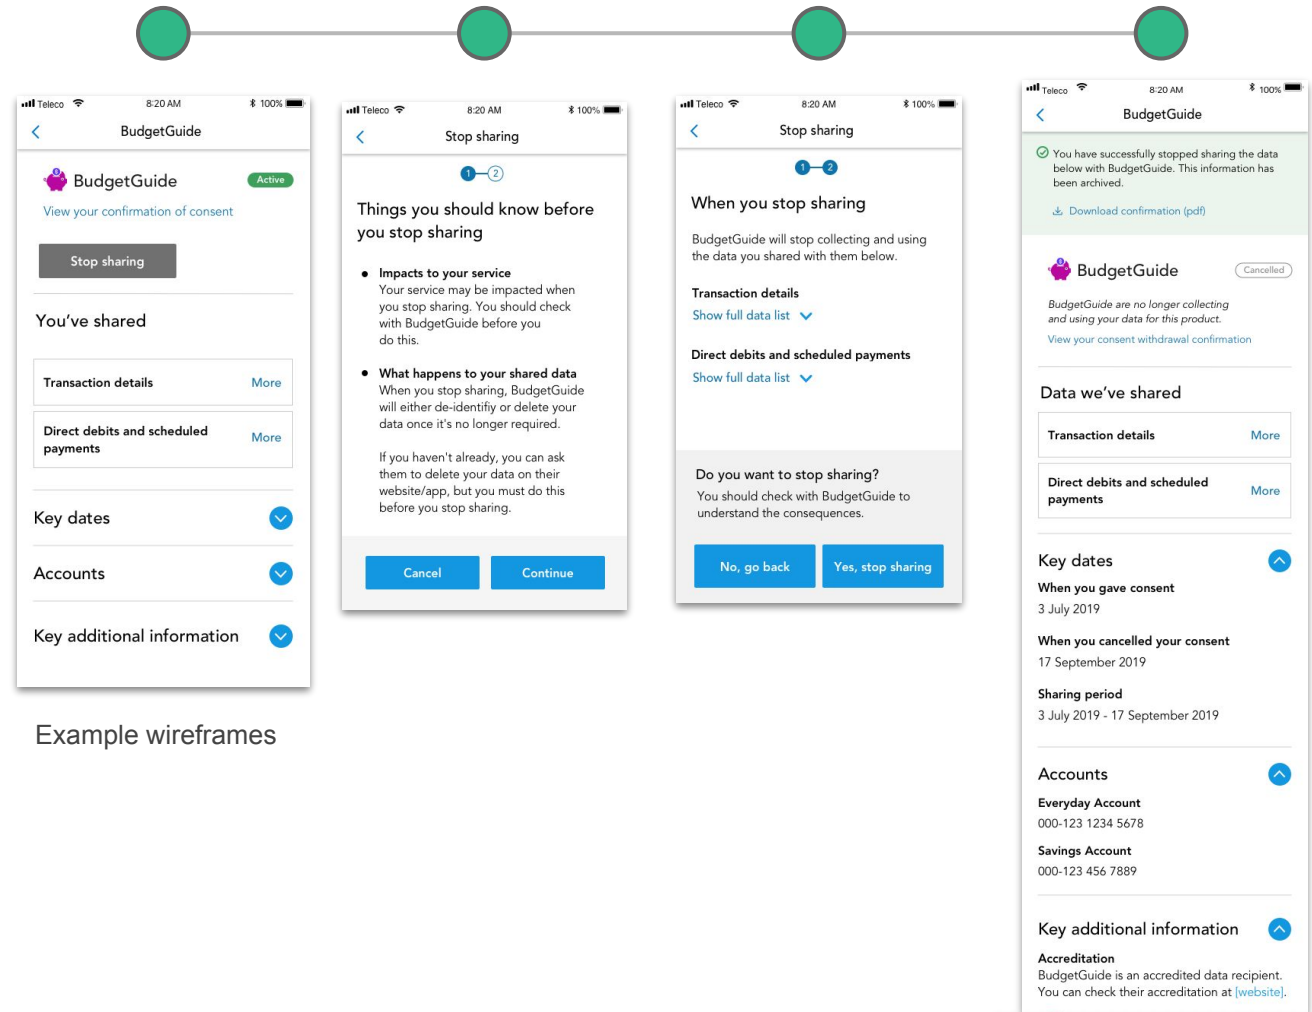 Teleco 8:20 AM 100%
BudgetGuide
BudgetGuide Active
View your confirmation of consent
Stop sharing
You've shared
Transaction details More
Direct debits and scheduled
payments More
Key dates
Accounts
Key additional information
Example wireframes
Teleco 8:20 AM 100%
Stop sharing
1 2
Things you should know before
you stop sharing
• Impacts to your service
Your service may be impacted when
you stop sharing. You should check
with BudgetGuide before you
do this.
• What happens to your shared data
When you stop sharing, BudgetGuide
will either de-identifiy or delete your
data once it's no longer required.
If you haven't already, you can ask
them to delete your data on their
website/app, but you must do this
before you stop sharing.
Cancel Continue
Teleco 8:20 AM 100%
Stop sharing
1 2
When you stop sharing
BudgetGuide will stop collecting and using
the data you shared with them below.
Transaction details
Show full data list
Direct debits and scheduled payments
Show full data list
Do you want to stop sharing?
You should check with BudgetGuide to
understand the consequences.
No, go back Yes, stop sharing
Teleco 8:20 AM 100%
BudgetGuide
You have successfully stopped sharing the data
below with BudgetGuide. This information has
been archived.
Download confirmation (pdf)
BudgetGuide Cancelled
BudgetGuide are no longer collecting
and using your data for this product.
View your consent withdrawal confirmation
Data we've shared
Transaction details More
Direct debits and scheduled
payments More
Key dates
When you gave consent
3 July 2019
When you cancelled your consent
17 September 2019
Sharing period
3 July 2019 - 17 September 2019
Accounts
Everyday Account
000-123 1234 5678
Savings Account
000-123 456 7889
Key additional information
Accreditation
BudgetGuide is an accredited data recipient.
You can check their accreditation at [website].